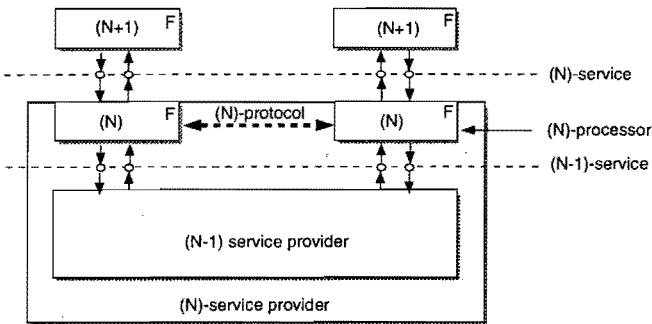 (N+1) F
(N+1) F
(N)-service
(N) F
(N)-protocol
(N) F
(N)-processor
(N-1)-service
(N-1) service provider
(N)-service provider